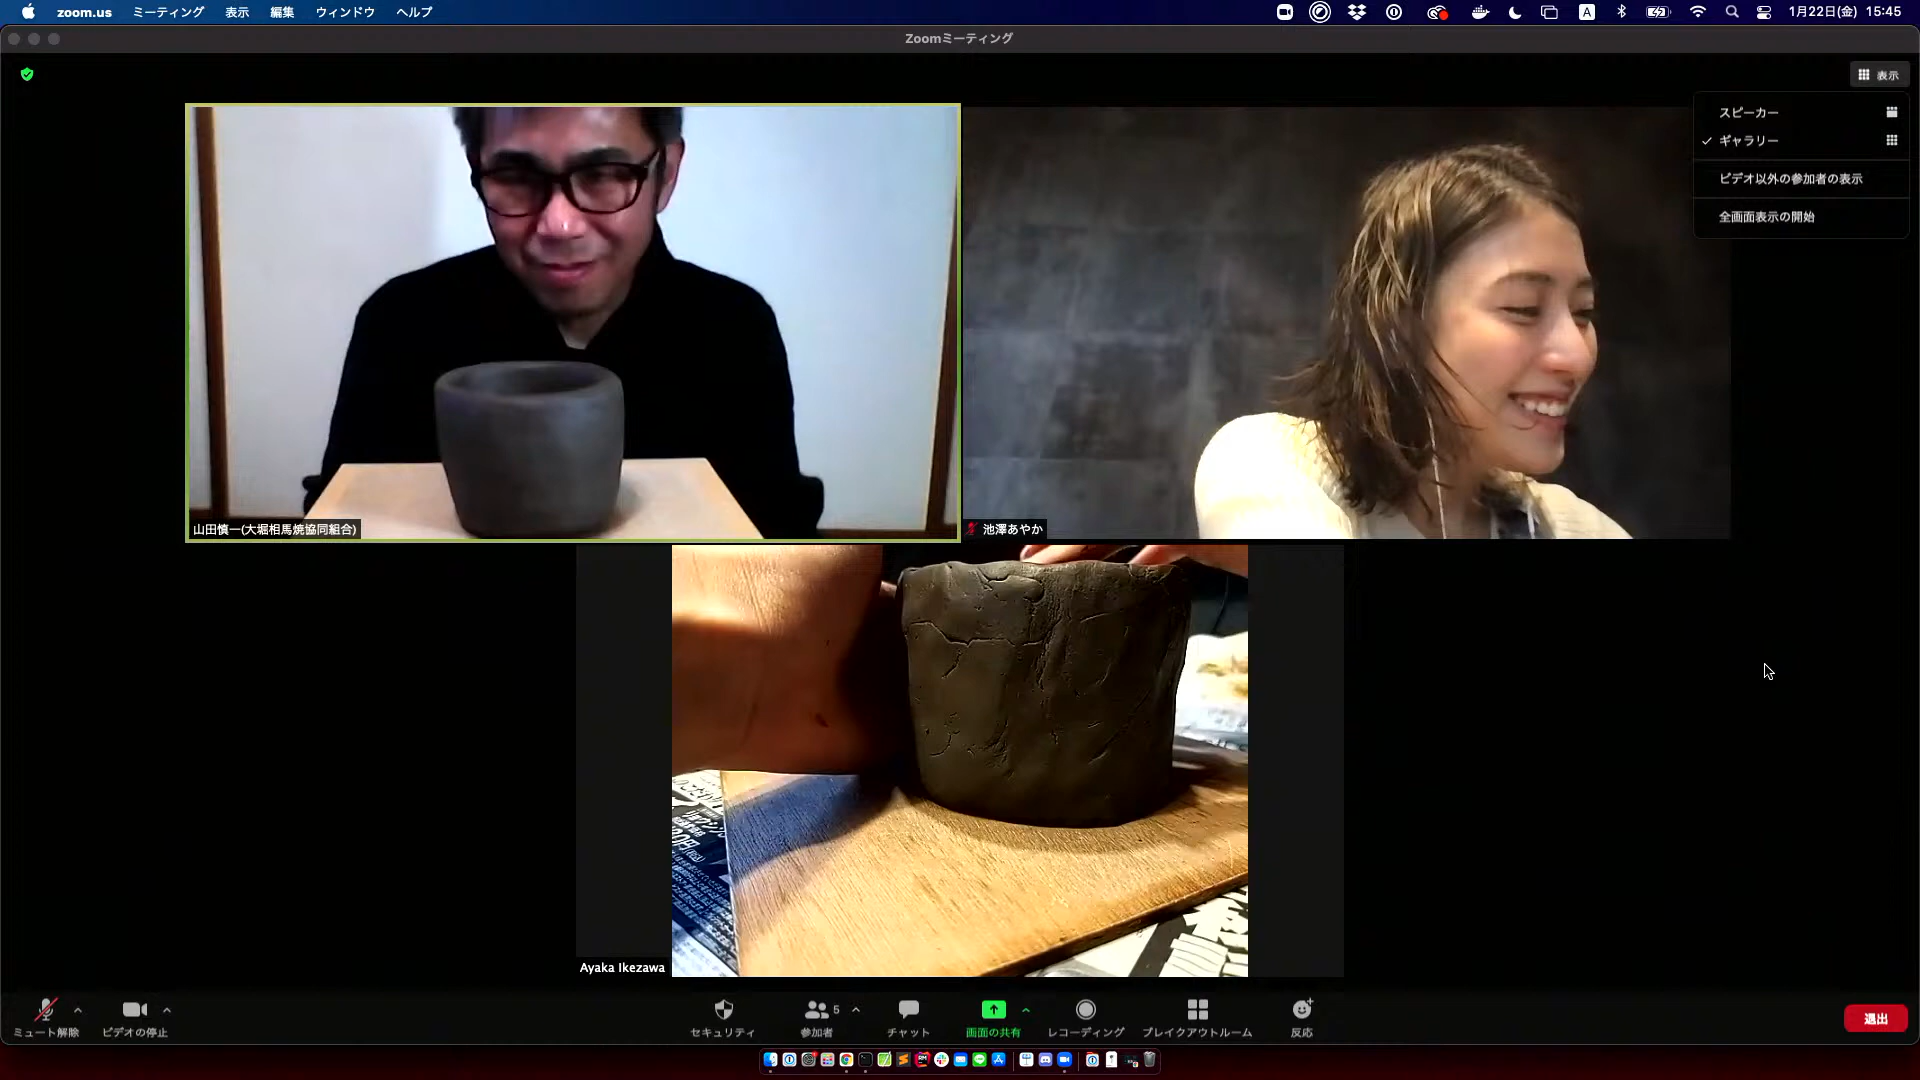 zoom.us ミーティング 表示 編集 ウィンドウ ヘルプ
A
1月22日(金) 15:45
Zoomミーティング
表示
スピーカー
ギャラリー
ビデオ以外の参加者の表示
全画面表示の開始
山田慎一(大堀相馬焼協同組合)
池澤あやか
Ayaka Ikezawa
ミュート解除
ビデオの停止
セキュリティ
5
参加者
チャット
画面の共有
レコーディング
ブレイクアウトルーム
反応
退出